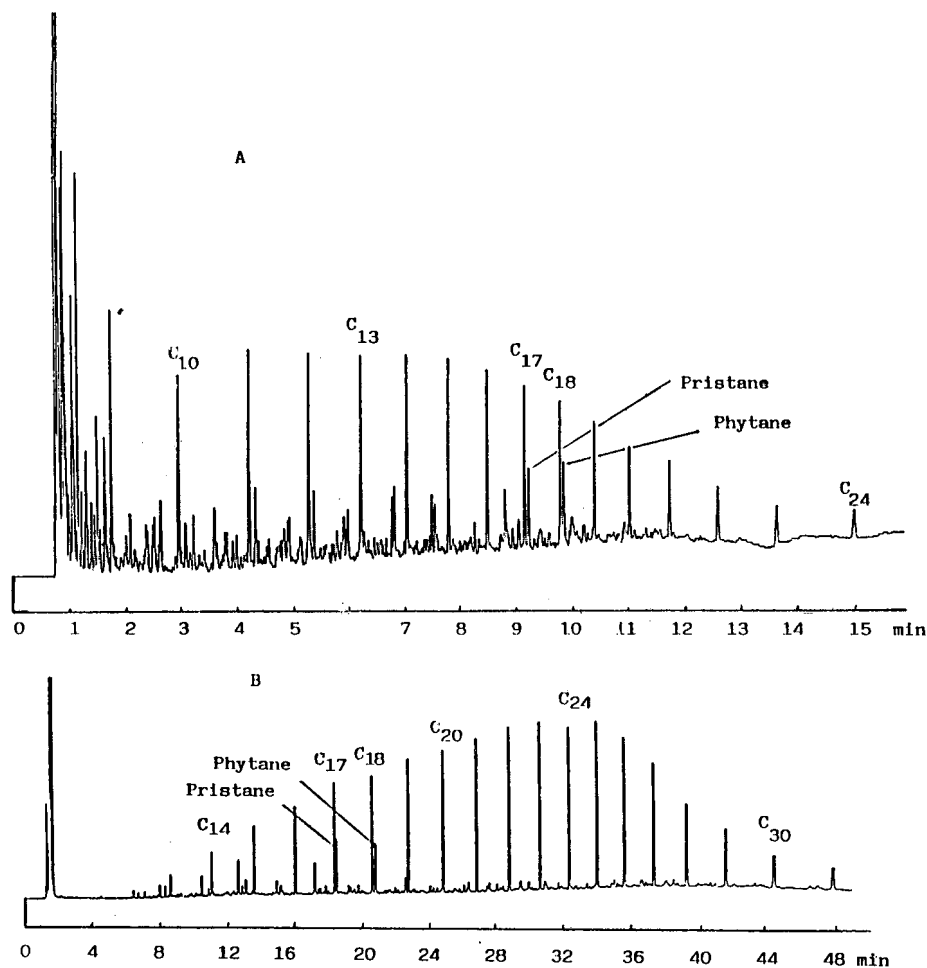 A
C10
C13
C17
C18
Pristane
Phytane
C24
0 1 2 3 4 5 7 8 9 10 11 12 13 14 15 min
B
C24
C20
C17 C18
Phytane
Pristane
C14
C30
0 4 8 12 16 20 24 28 32 36 40 44 48 min